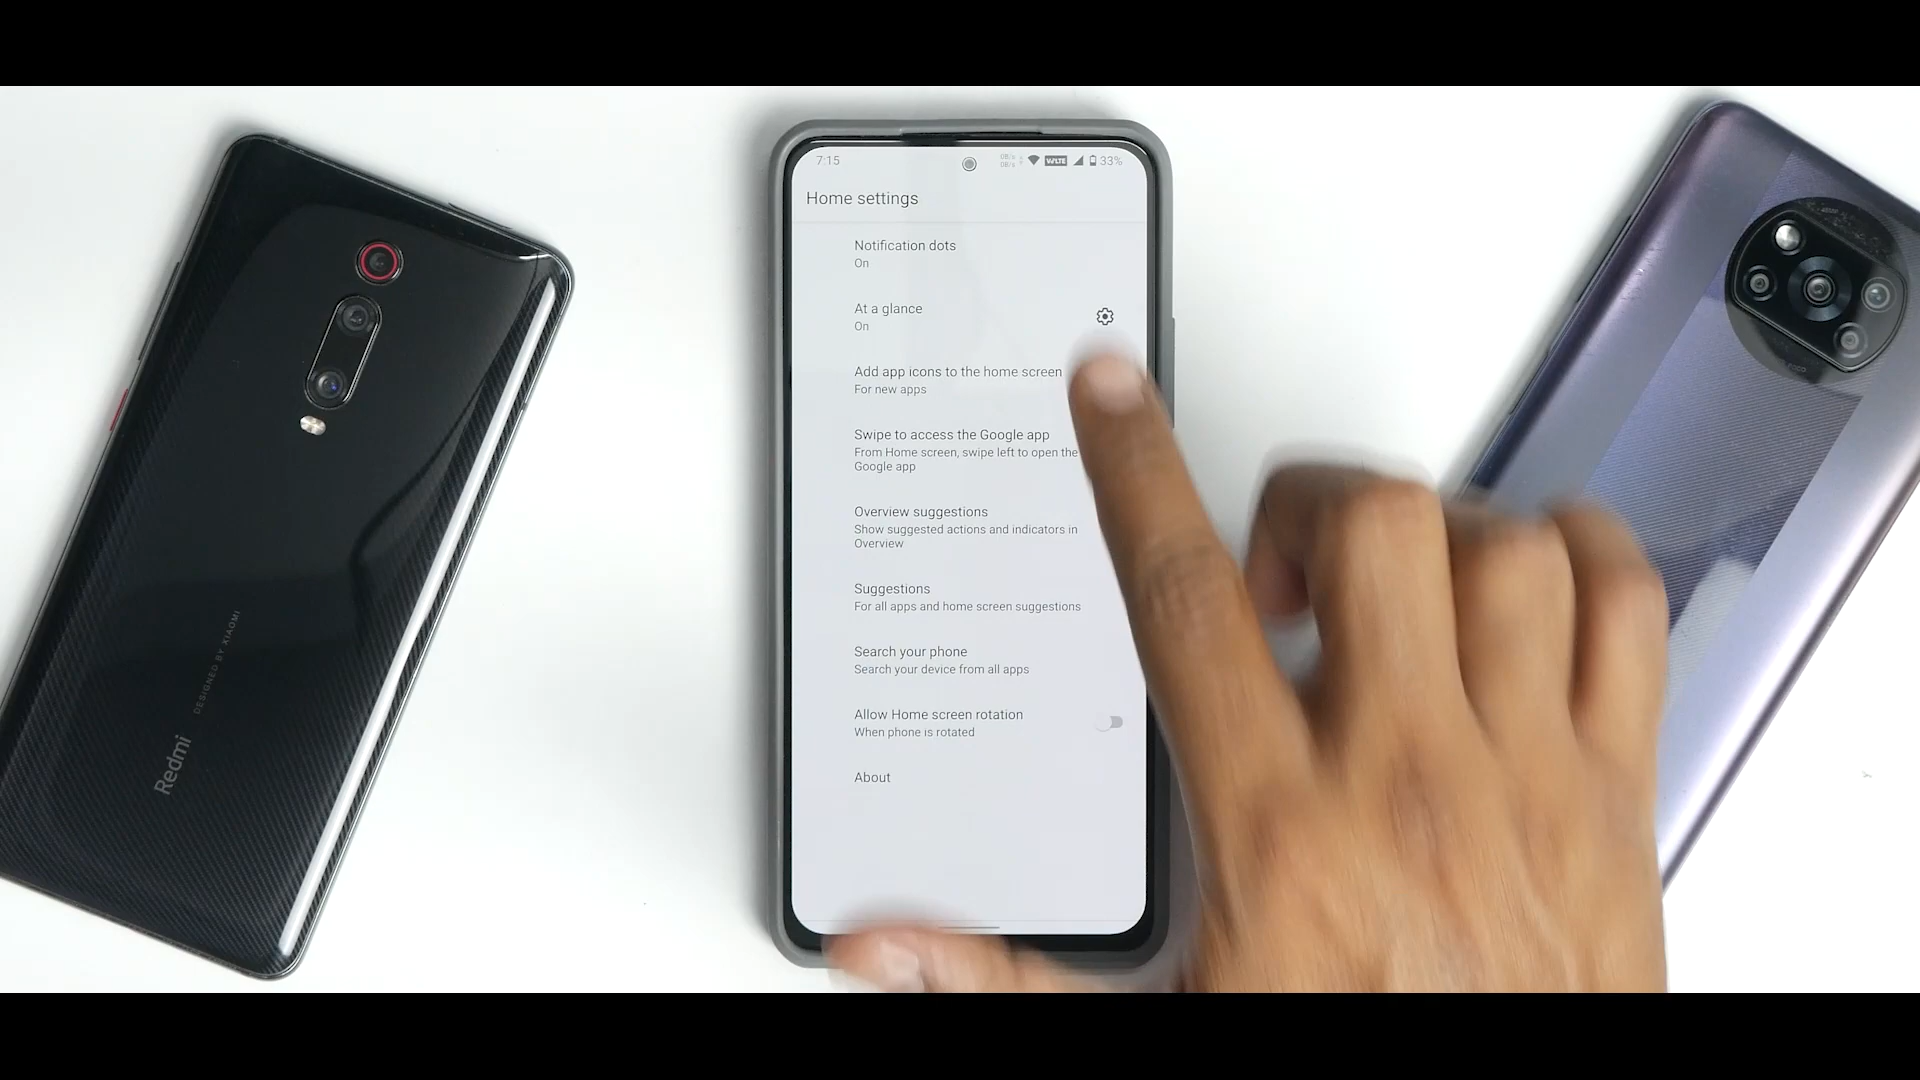 7:15
VoLTE
33%
Home settings
Notification dots
On
At a glance
On
Add app icons to the home screen
For new apps
Swipe to access the Google app
From Home screen, swipe left to open the
Google app
Overview suggestions
Show suggested actions and indicators in
Overview
Suggestions
For all apps and home screen suggestions
Search your phone
Search your device from all apps
Allow Home screen rotation
When phone is rotated
About
Redmi
DESIGNED BY XIAOMI